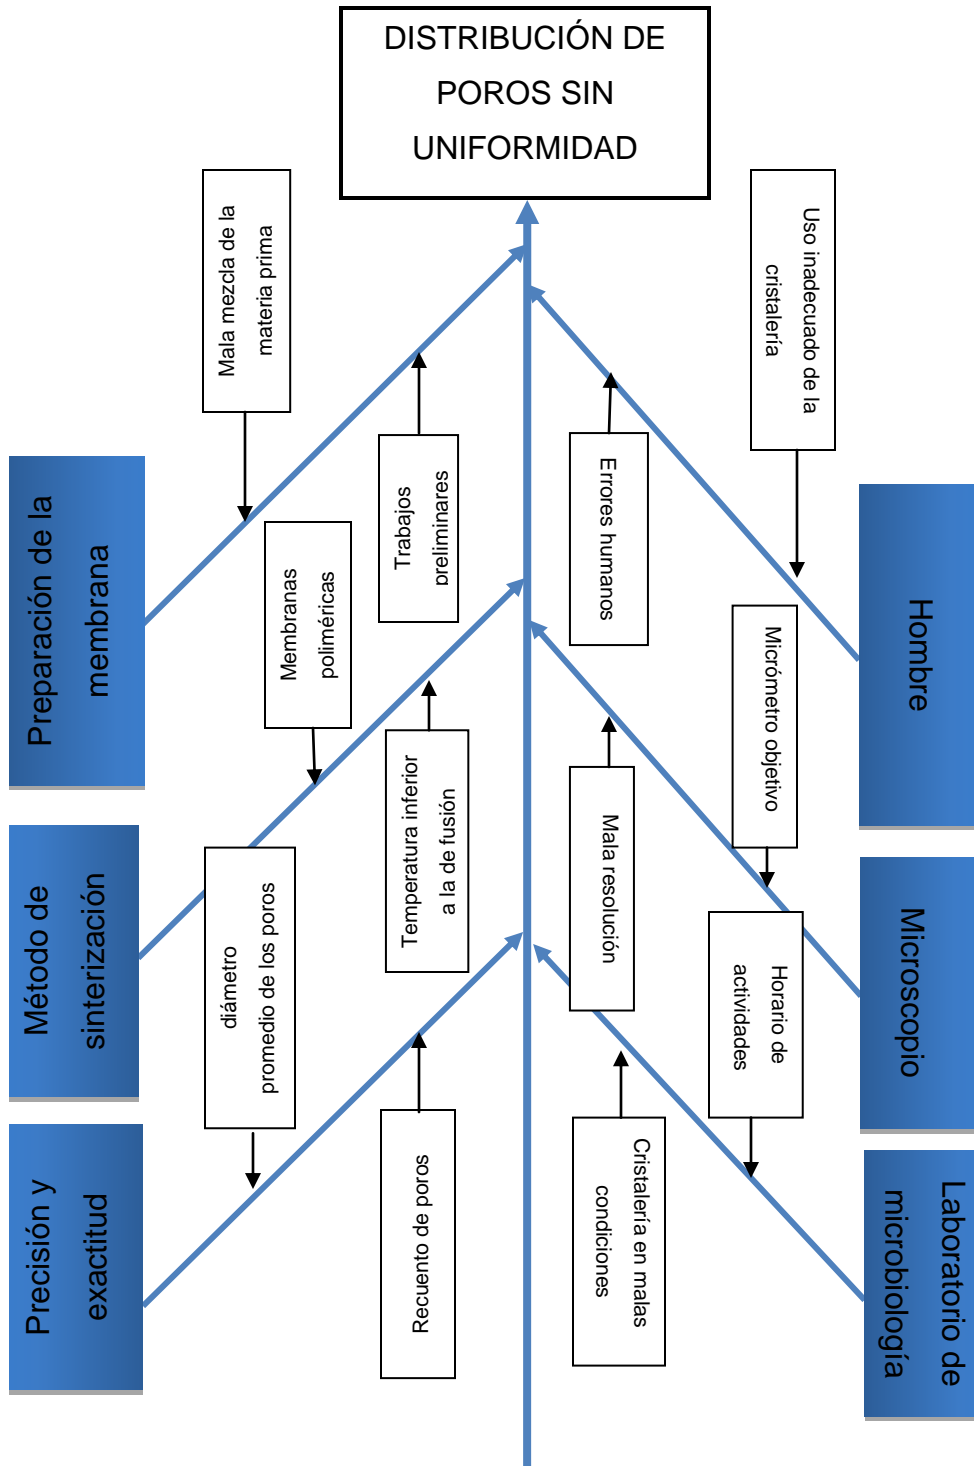 DISTRIBUCIÓN DE
POROS SIN
UNIFORMIDAD
Mala mezcla de la
materia prima
Trabajos
preliminares
Preparación de la
membrana
Membranas
poliméricas
Temperatura inferior
a la de fusión
Método de
sinterización
diámetro
promedio de los poros
Recuento de poros
Precisión y
exactitud
Uso inadecuado de la
cristalería
Errores humanos
Hombre
Micrómetro objetivo
Mala resolución
Microscopio
Horario de
actividades
Cristalería en malas
condiciones
Laboratorio de
microbiología